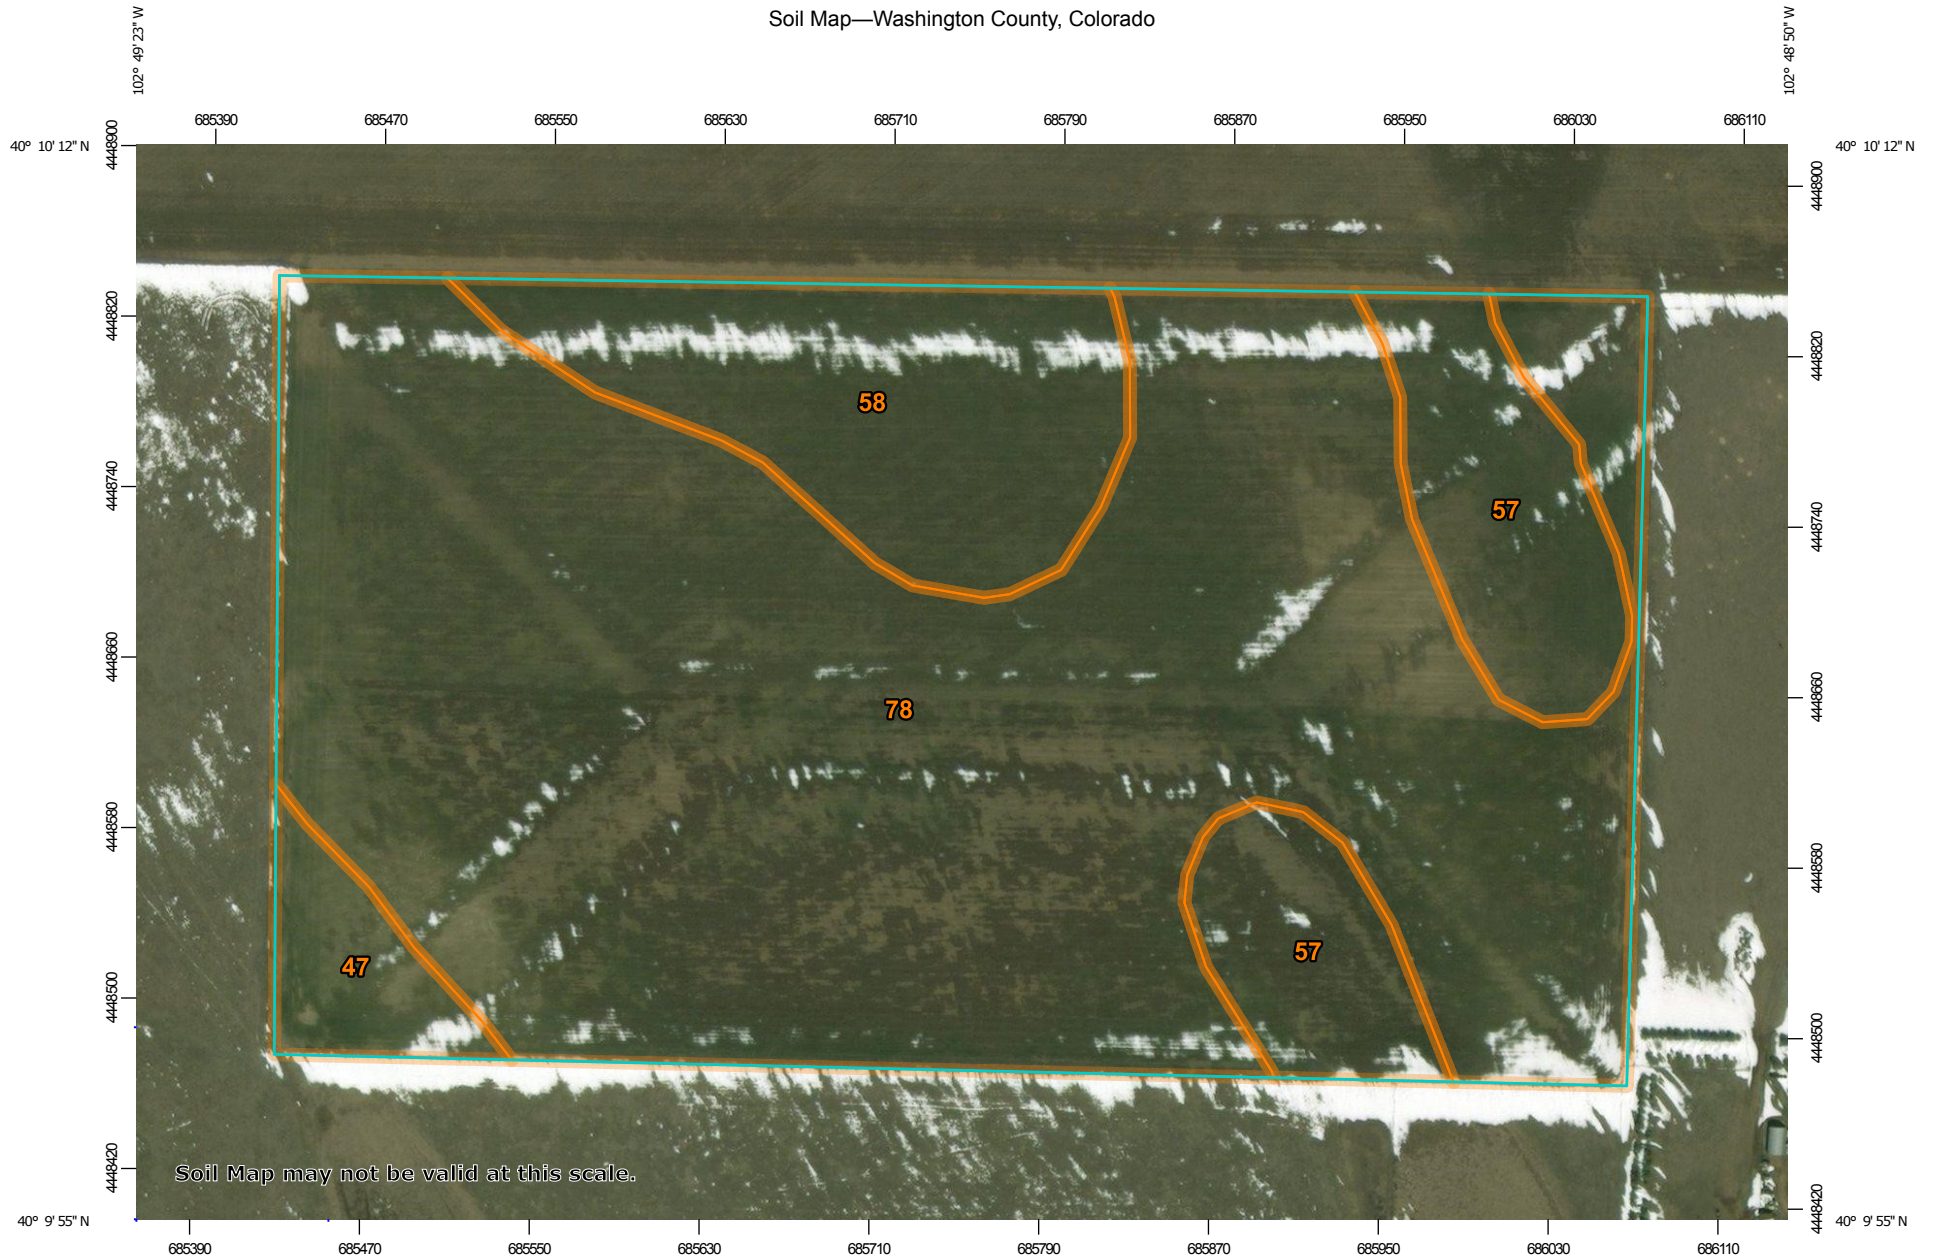 Soil Map—Washington County, Colorado
102° 49' 23" W
102° 48' 50" W
685390 685470 685550 685630 685710 685790 685870 685950 686030 686110
40° 10' 12" N
40° 10' 12" N
4448900
4448900
4448820
4448820
58
4448740
57
4448740
4448660
4448660
78
4448580
4448580
57
47
4448500
4448500
Soil Map may not be valid at this scale.
4448420
4448420
40° 9' 55" N
40° 9' 55" N
685390 685470 685550 685630 685710 685790 685870 685950 686030 686110